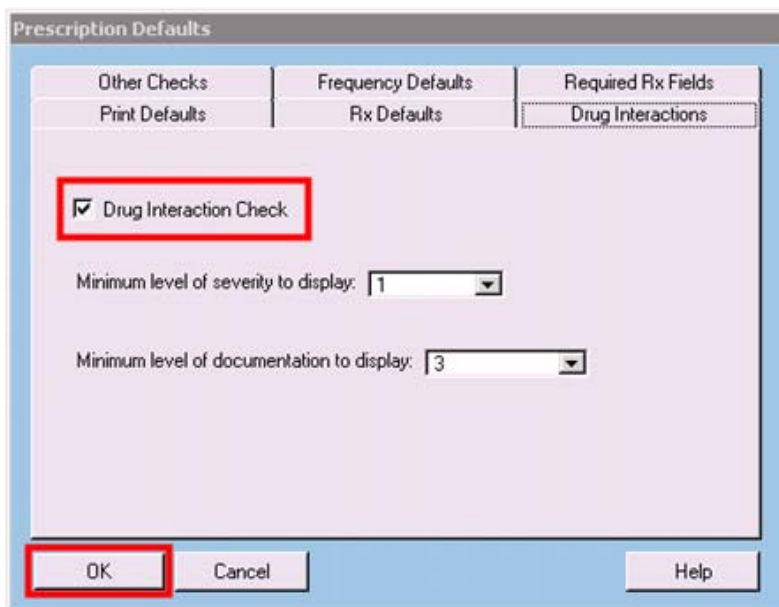 Prescription Defaults
Other Checks Frequency Defaults Required Rx Fields
Print Defaults Rx Defaults Drug Interactions
Drug Interaction Check
Minimum level of severity to display: 1
Minimum level of documentation to display: 3
OK Cancel Help